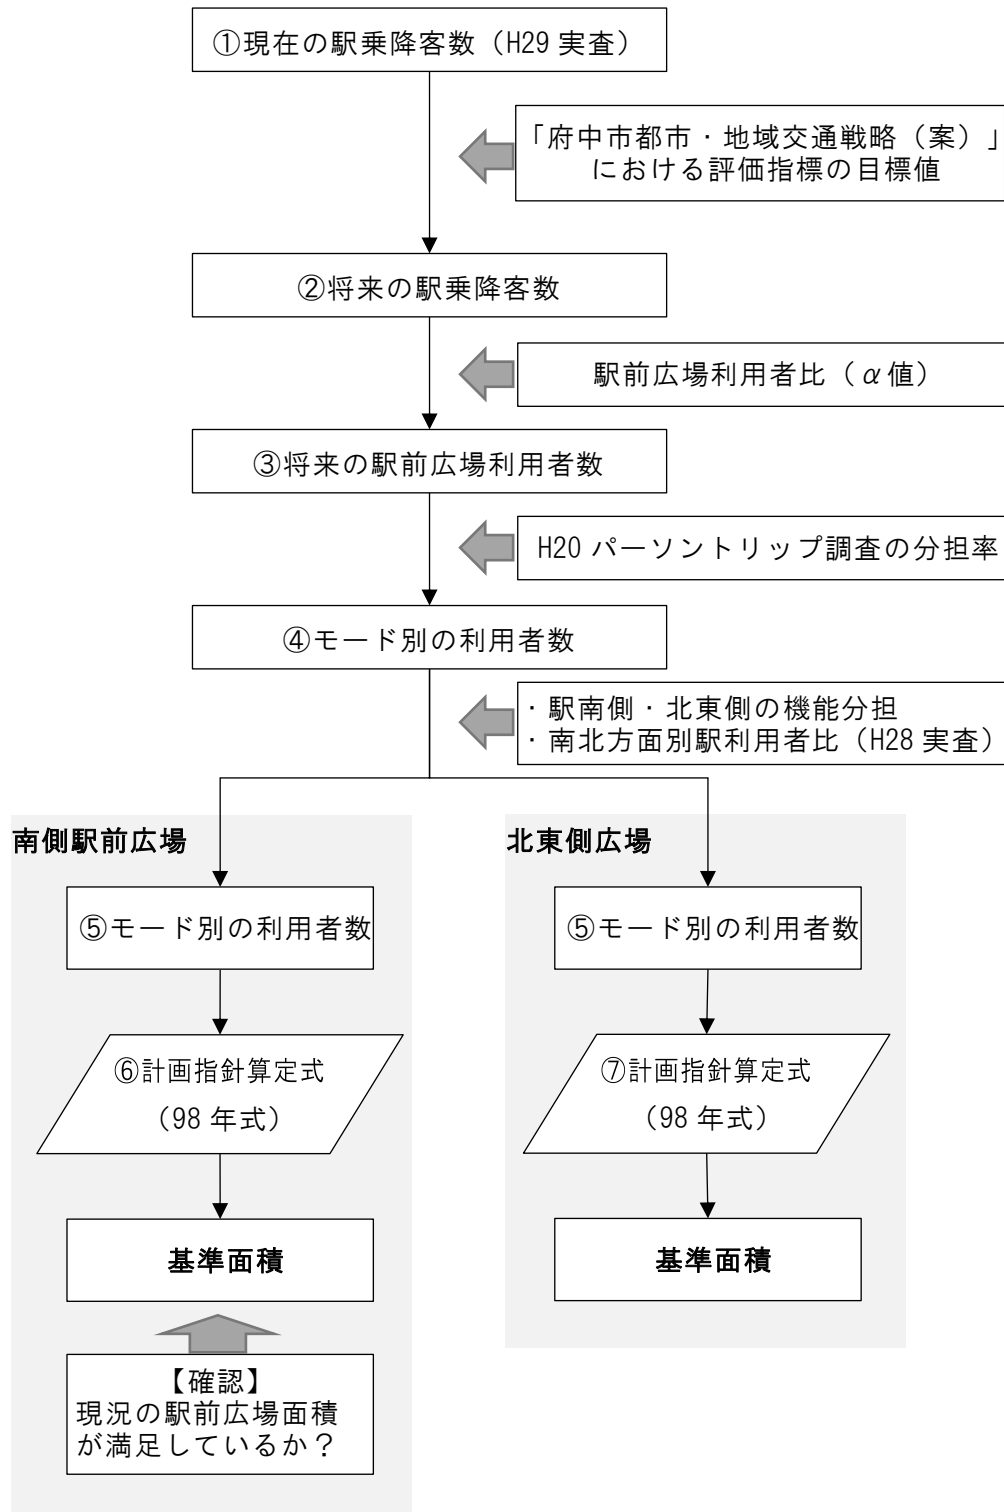 ①現在の駅乗降客数（H29 実査）
「府中市都市・地域交通戦略（案）」
における評価指標の目標値
②将来の駅乗降客数
駅前広場利用者比（α値）
③将来の駅前広場利用者数
H20 パーソントリップ調査の分担率
④モード別の利用者数
・駅南側・北東側の機能分担
・南北方面別駅利用者比（H28 実査）
南側駅前広場
⑤モード別の利用者数
⑥計画指針算定式
（98 年式）
基準面積
【確認】
現況の駅前広場面積
が満足しているか？
北東側広場
⑤モード別の利用者数
⑦計画指針算定式
（98 年式）
基準面積